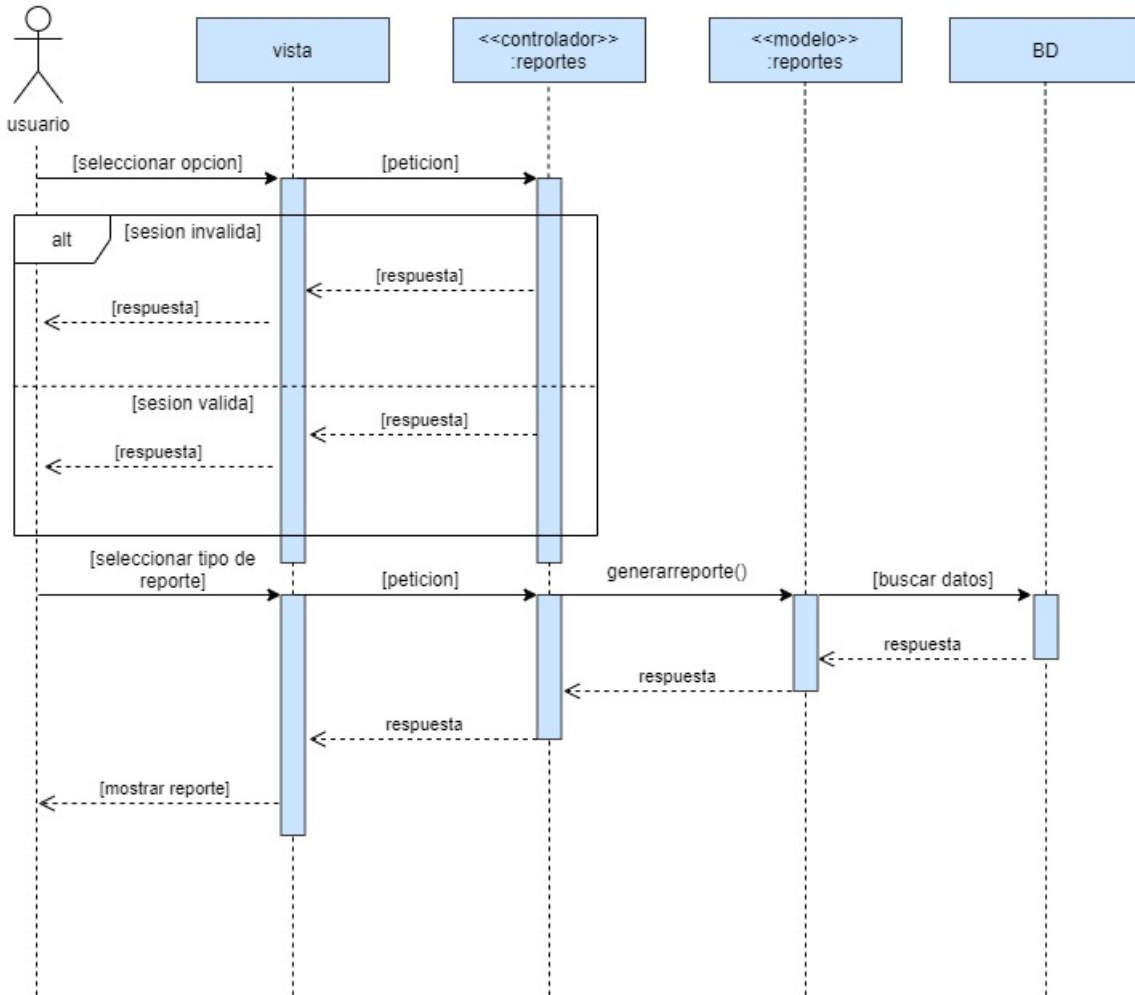 usuario
vista
<<controlador>>
:reportes
<<modelo>>
:reportes
BD
[seleccionar opcion]
[peticion]
alt
[sesion invalida]
[respuesta]
[respuesta]
[sesion valida]
[respuesta]
[respuesta]
[seleccionar tipo de
reporte]
[peticion]
generarreporte()
[buscar datos]
respuesta
respuesta
respuesta
[mostrar reporte]